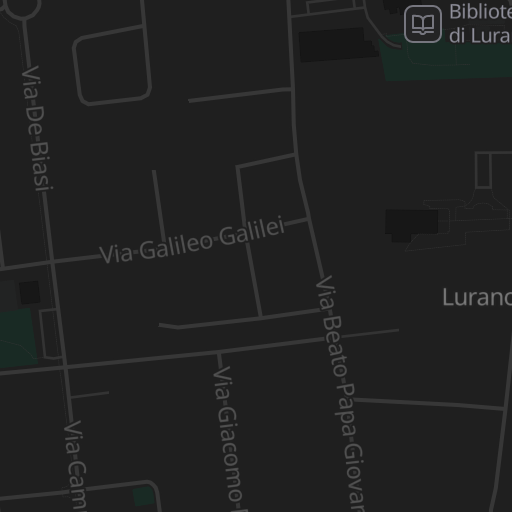 Bibliote
di Lura
Via De Biasi
Via Galileo Galilei
Lurano
Via Beato Papa Giovan
Via Giacomo
Via Cam